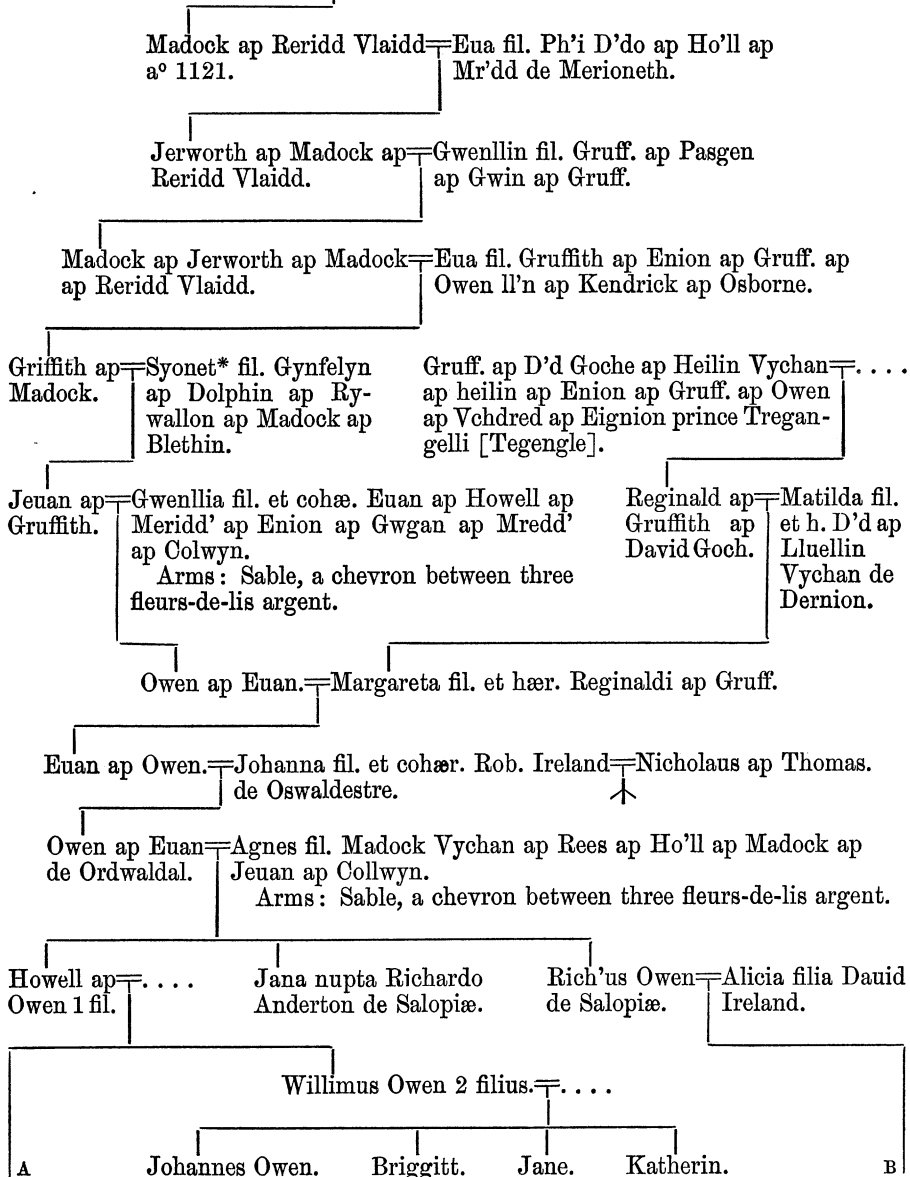 Madock ap Reridd Vlaidd=Eua fil. Ph'i D'do ap Ho'll ap
aº 1121. Mr'dd de Merioneth.
Jerworth ap Madock ap=Gwenllin fil. Gruff. ap Pasgen
Reridd Vlaidd. ap Gwin ap Gruff.
Madock ap Jerworth ap Madock=Eua fil. Gruffith ap Enion ap Gruff. ap
ap Reridd Vlaidd. Owen ll'n ap Kendrick ap Osborne.
Griffith ap=Syonet* fil. Gynfelyn
Madock. ap Dolphin ap Ry-
wallon ap Madock ap
Blethin.
Gruff. ap D'd Goche ap Heilin Vychan=. . . .
ap heilin ap Enion ap Gruff. ap Owen
ap Vchdred ap Eignion prince Tregan-
gelli [Tegengle].
Jeuan ap=Gwenllia fil. et cohæ. Euan ap Howell ap
Gruffith. Meridd' ap Enion ap Gwgan ap Mredd'
ap Colwyn.
Arms: Sable, a chevron between three
fleurs-de-lis argent.
Reginald ap=Matilda fil.
Gruffith ap et h. D'd ap
David Goch. Lluellin
Vychan de
Dernion.
Owen ap Euan.=Margareta fil. et hær. Reginaldi ap Gruff.
Euan ap Owen.=Johanna fil. et cohær. Rob. Ireland=Nicholaus ap Thomas.
de Oswaldestre.
Owen ap Euan=Agnes fil. Madock Vychan ap Rees ap Ho'll ap Madock ap
de Ordwaldal. Jeuan ap Collwyn.
Arms: Sable, a chevron between three fleurs-de-lis argent.
Howell ap=. . . .
Owen 1 fil.
Jana nupta Richardo
Anderton de Salopiæ.
Rich'us Owen=Alicia filia Dauid
de Salopiæ. Ireland.
Willimus Owen 2 filius.=. . . .
A Johannes Owen. Briggitt. Jane. Katherin. B